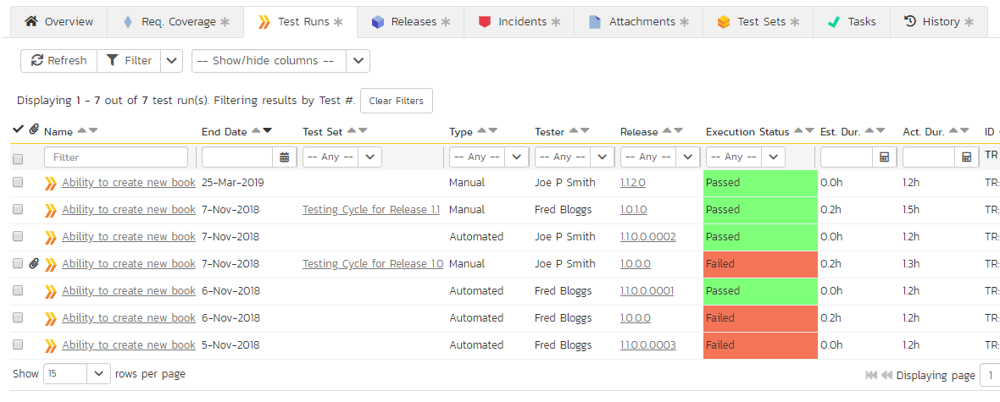 Overview Req. Coverage Test Runs Releases Incidents Attachments Test Sets Tasks History
Refresh Filter -- Show/hide columns --
Displaying 1 - 7 out of 7 test run(s). Filtering results by Test #. Clear Filters
Name End Date Test Set Type Tester Release Execution Status Est. Dur. Act. Dur. ID
Filter -- Any -- -- Any -- -- Any -- -- Any -- -- Any -- TR
Ability to create new book 25-Mar-2019 Manual Joe P Smith 1.1.2.0 Passed 0.0h 1.2h TR:
Ability to create new book 7-Nov-2018 Testing Cycle for Release 1.1 Manual Fred Bloggs 1.0.1.0 Passed 0.2h 1.5h TR:
Ability to create new book 7-Nov-2018 Automated Joe P Smith 1.1.0.0.0002 Passed 0.0h 1.2h TR:
Ability to create new book 7-Nov-2018 Testing Cycle for Release 1.0 Manual Joe P Smith 1.0.0.0 Failed 0.2h 1.3h TR:
Ability to create new book 6-Nov-2018 Automated Fred Bloggs 1.1.0.0.0001 Passed 0.0h 1.2h TR:
Ability to create new book 6-Nov-2018 Automated Fred Bloggs 1.0.0.0 Failed 0.2h 1.2h TR:
Ability to create new book 5-Nov-2018 Automated Fred Bloggs 1.1.0.0.0003 Failed 0.0h 1.2h TR:
Show 15 rows per page Displaying page 1